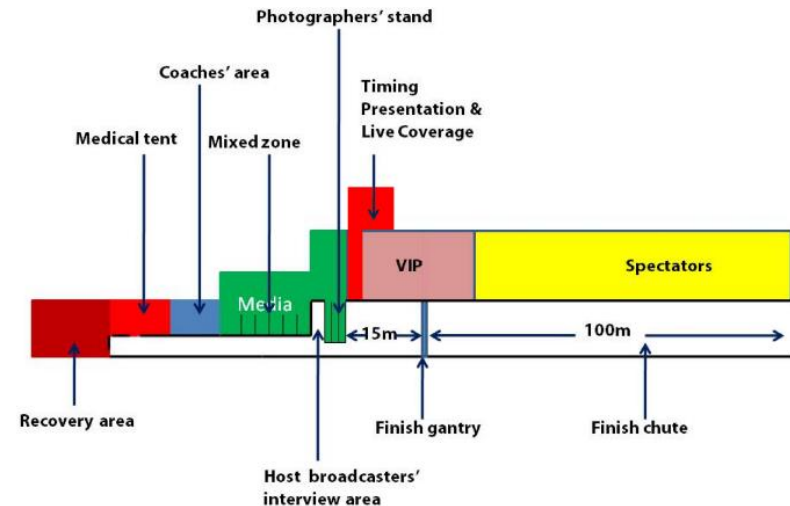 Photographers’ stand
Coaches’ area
Timing
Presentation &
Live Coverage
Medical tent
Mixed zone
VIP
Spectators
Media
15m
100m
Recovery area
Finish gantry
Finish chute
Host broadcasters’
interview area